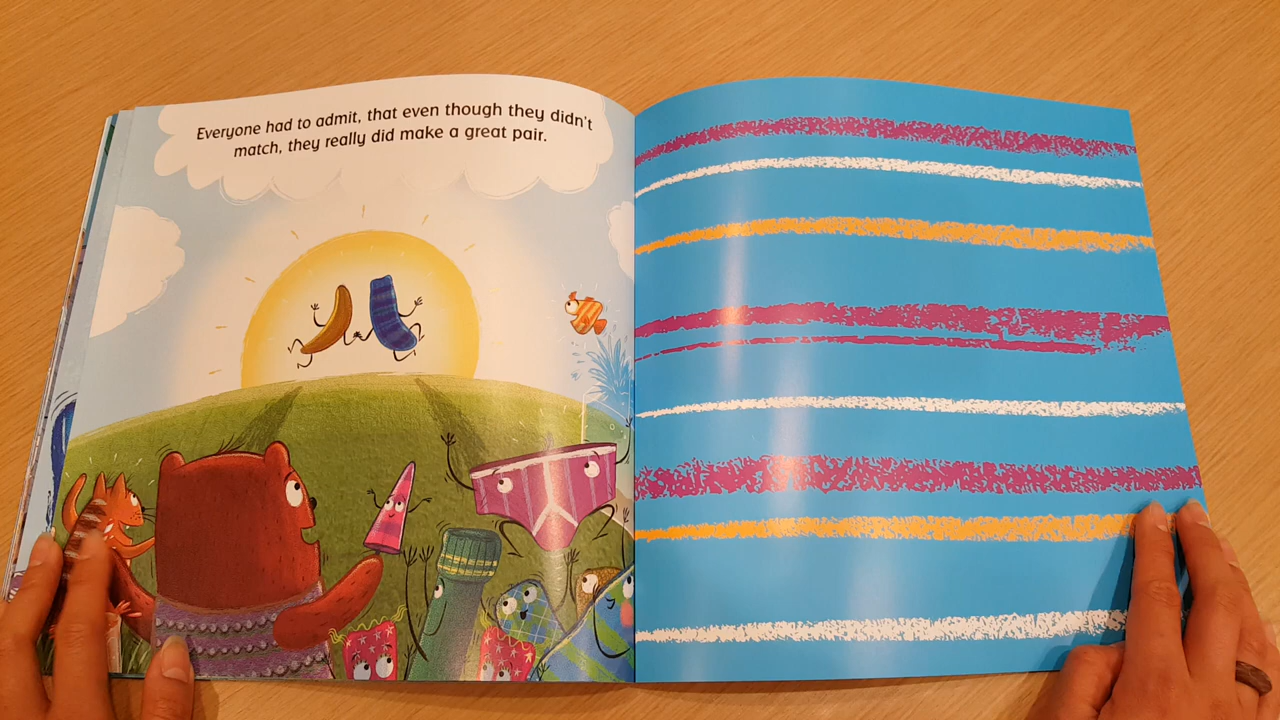 Everyone had to admit, that even though they didn't
match, they really did make a great pair.